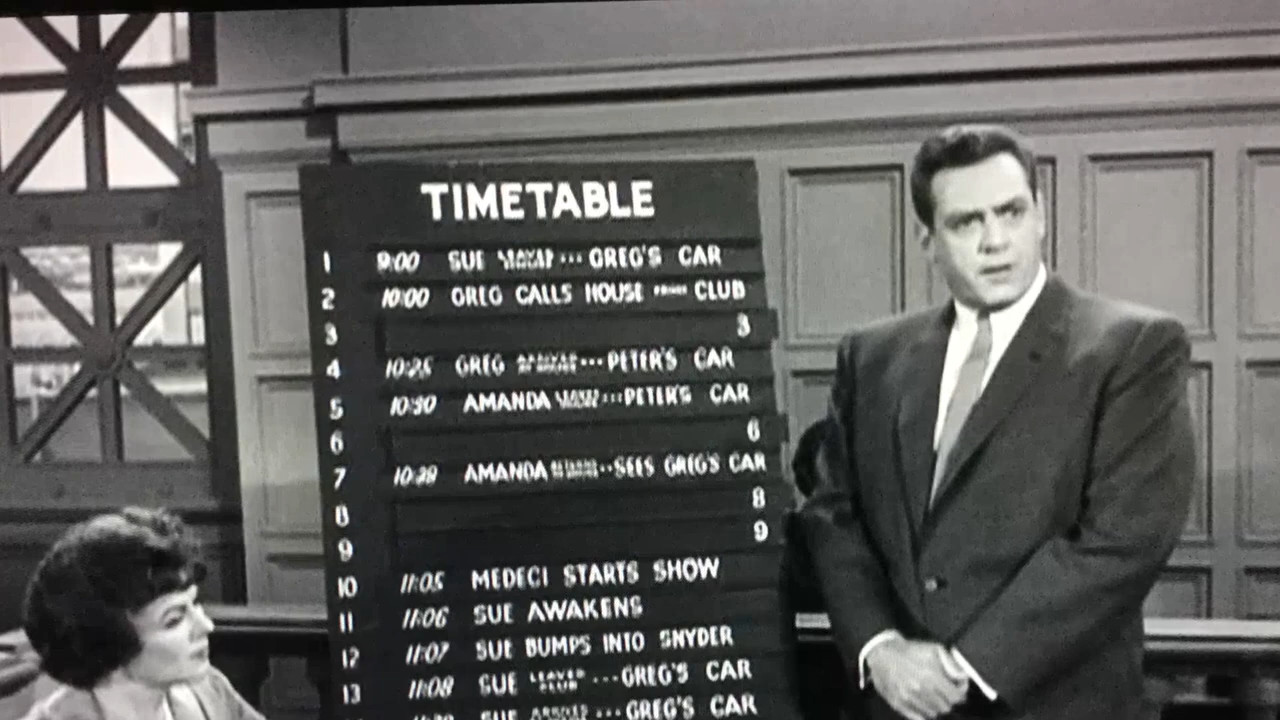 TIMETABLE
1 9:00 SUE ... GREG'S CAR
2 10:00 GREG CALLS HOUSE CLUB
3 3
4 10:25 GREG ... PETER'S CAR
5 10:30 AMANDA ... PETER'S CAR
6 6
7 10:38 AMANDA RETURNS .. SEES GREG'S CAR
8 8
9 9
10 11:05 MEDECI STARTS SHOW
11 11:06 SUE AWAKENS
12 11:07 SUE BUMPS INTO SNYDER
13 11:08 SUE LEAVES CLUB ... GREG'S CAR
SUE ... GREG'S CAR